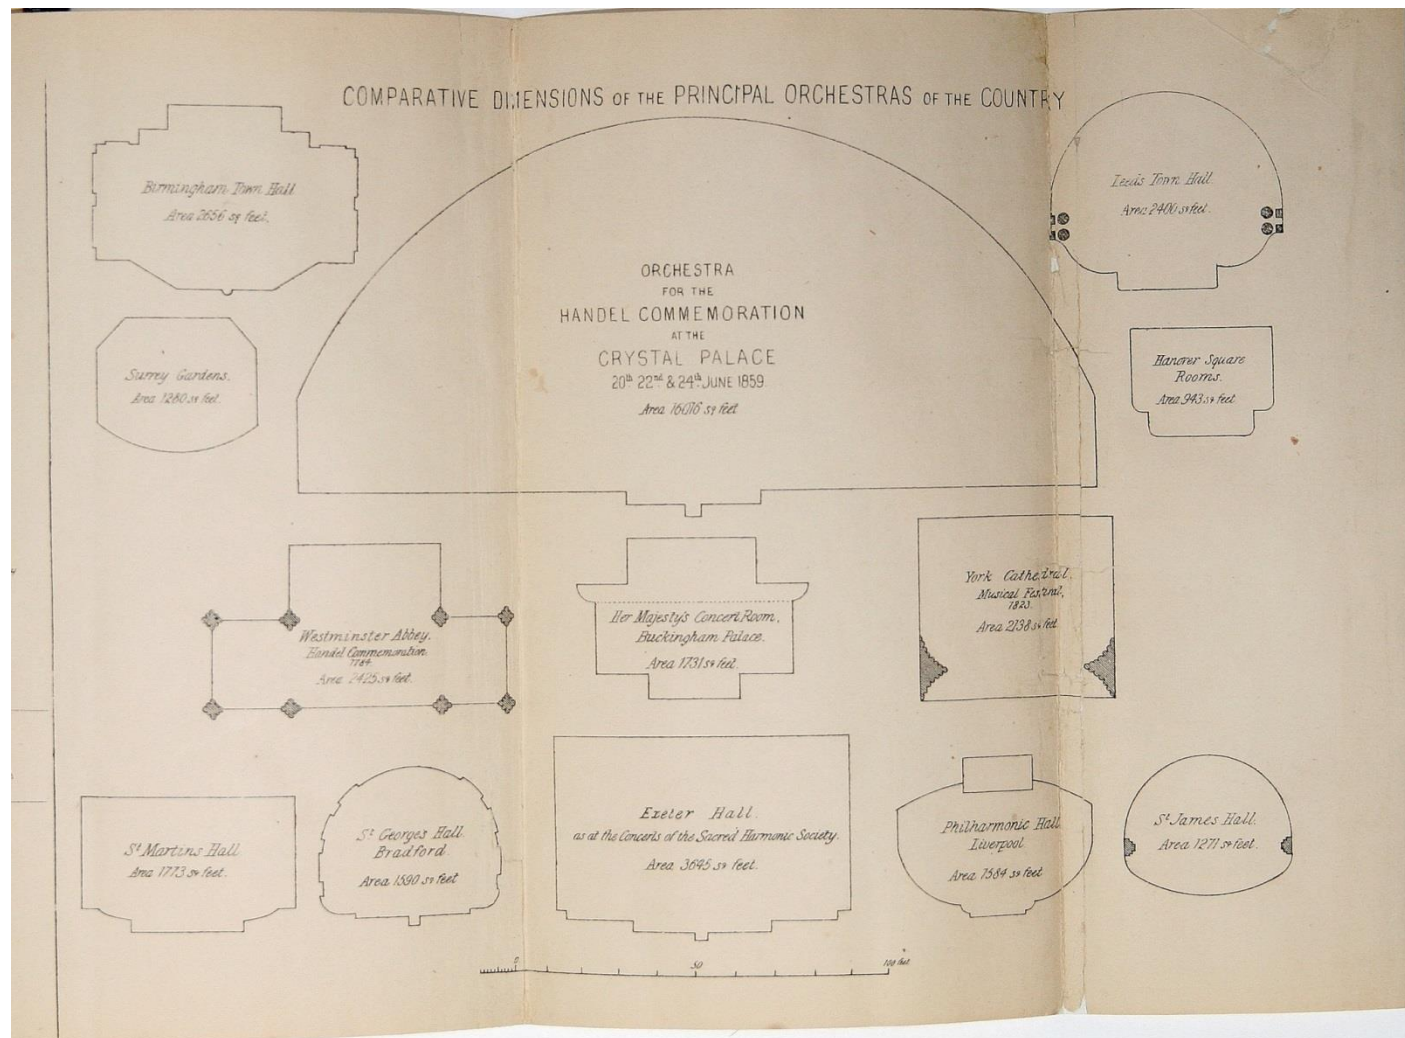 COMPARATIVE DIMENSIONS OF THE PRINCIPAL ORCHESTRAS OF THE COUNTRY
Birmingham Town Hall
Area 2656 sq feet.
Leeds Town Hall.
Area 2400 sq feet.
ORCHESTRA
FOR THE
HANDEL COMMEMORATION
AT THE
CRYSTAL PALACE
20th 22nd & 24th JUNE 1859
Area 16016 sq feet
Surrey Gardens.
Area 1280 sq feet.
Hanover Square
Rooms.
Area 943 sq feet
Westminster Abbey.
Handel Commemoration.
1784.
Area 2425 sq feet.
Her Majesty's Concert Room,
Buckingham Palace.
Area 1731 sq feet.
York Cathedral.
Musical Festival,
1823.
Area 2138 sq feet
St Martins Hall
Area 1773 sq feet.
St Georges Hall
Bradford.
Area 1590 sq feet
Exeter Hall.
as at the Concerts of the Sacred Harmonic Society.
Area 3645 sq feet.
Philharmonic Hall
Liverpool
Area 1584 sq feet
St James Hall.
Area 1271 sq feet.
0 50 100 feet